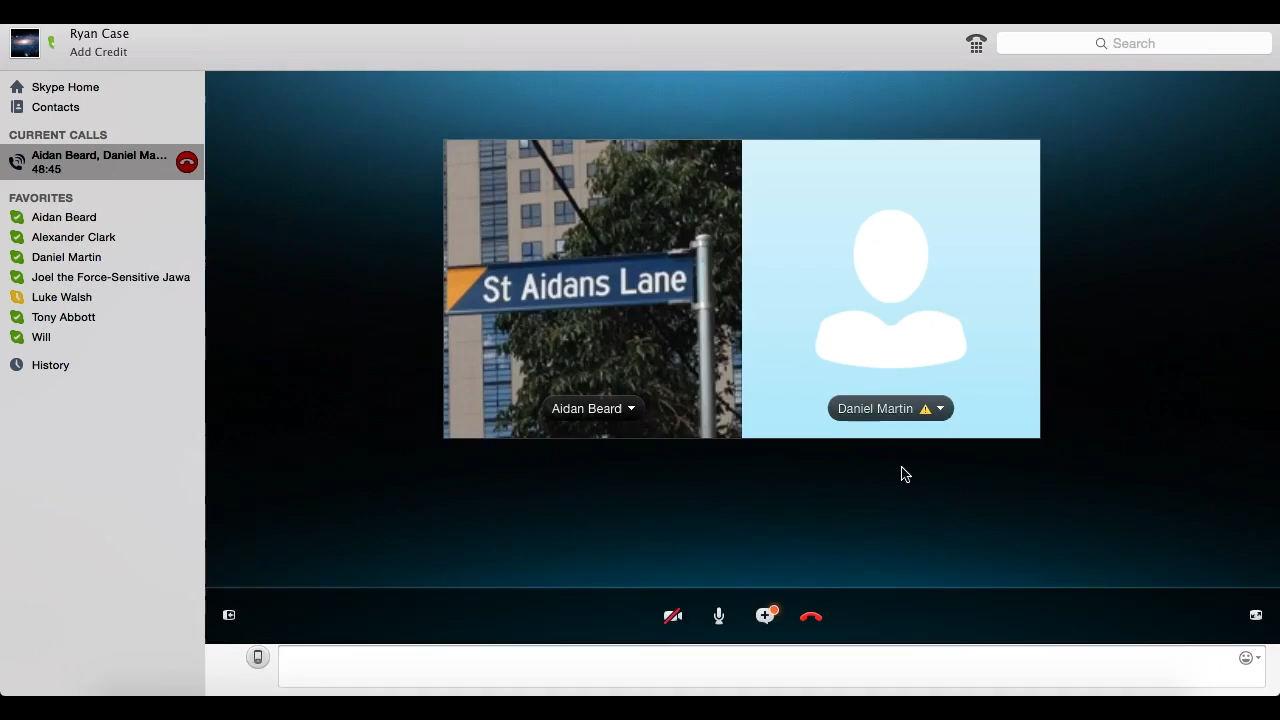 Ryan Case
Add Credit
Search
Skype Home
Contacts
CURRENT CALLS
Aidan Beard, Daniel Ma...
48:45
FAVORITES
Aidan Beard
Alexander Clark
Daniel Martin
Joel the Force-Sensitive Jawa
Luke Walsh
Tony Abbott
Will
History
St Aidans Lane
Aidan Beard
Daniel Martin